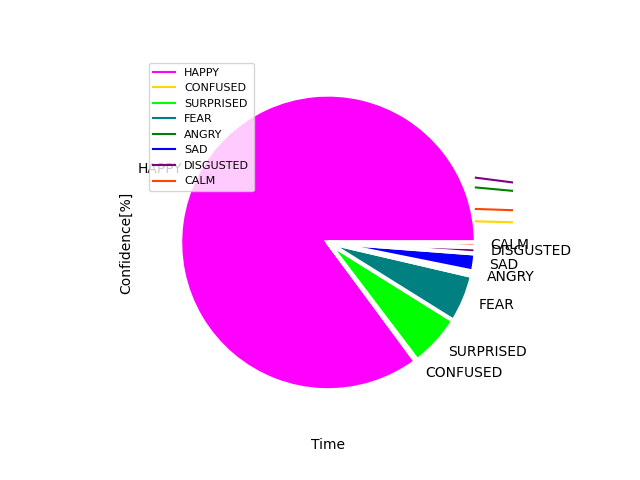 HAPPY
CONFUSED
SURPRISED
FEAR
ANGRY
SAD
DISGUSTED
CALM
HAPPY
Confidence[%]
CALM
DISGUSTED
SAD
ANGRY
FEAR
SURPRISED
CONFUSED
Time